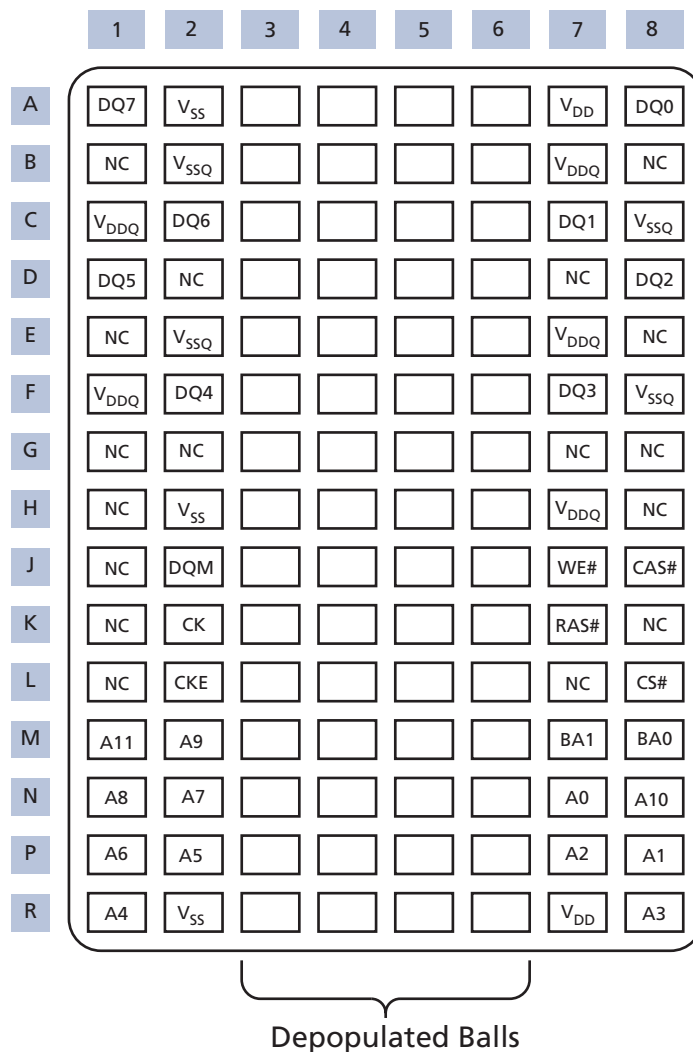 1 2 3 4 5 6 7 8
A DQ7 VSS VDD DQ0
B NC VSSQ VDDQ NC
C VDDQ DQ6 DQ1 VSSQ
D DQ5 NC NC DQ2
E NC VSSQ VDDQ NC
F VDDQ DQ4 DQ3 VSSQ
G NC NC NC NC
H NC VSS VDDQ NC
J NC DQM WE# CAS#
K NC CK RAS# NC
L NC CKE NC CS#
M A11 A9 BA1 BA0
N A8 A7 A0 A10
P A6 A5 A2 A1
R A4 VSS VDD A3
Depopulated Balls